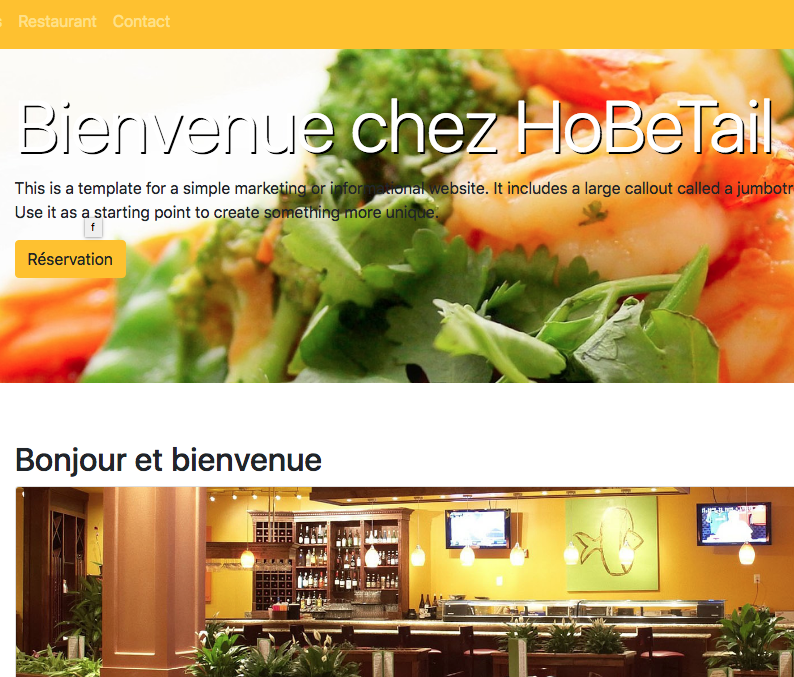 s Restaurant Contact
Bienvenue chez HoBeTail
This is a template for a simple marketing or informational website. It includes a large callout called a jumbotr
Use it as a starting point to create something more unique.
f
Réservation
Bonjour et bienvenue